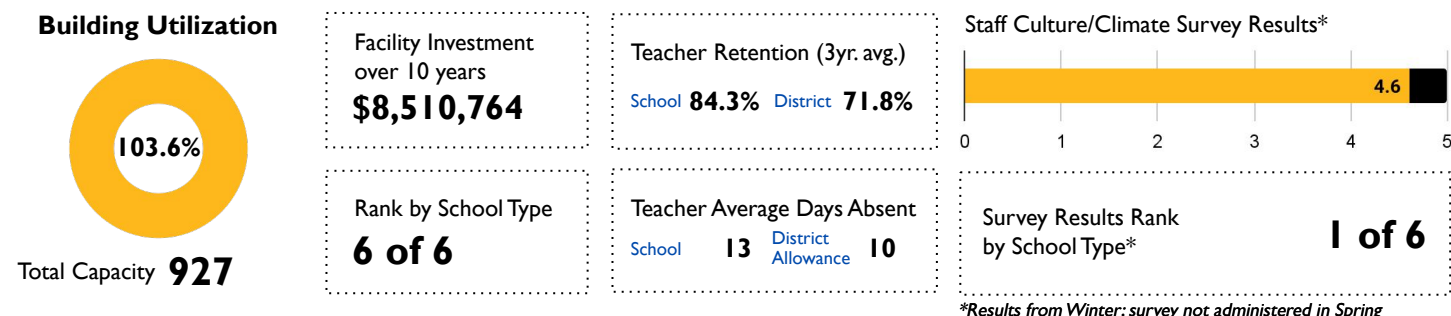 Building Utilization
103.6%
Total Capacity 927
Facility Investment
over 10 years
$8,510,764
Rank by School Type
6 of 6
Teacher Retention (3yr. avg.)
School 84.3% District 71.8%
Teacher Average Days Absent
School 13 District
Allowance 10
Staff Culture/Climate Survey Results*
4.6
0 1 2 3 4 5
Survey Results Rank
by School Type*
1 of 6
*Results from Winter; survey not administered in Spring